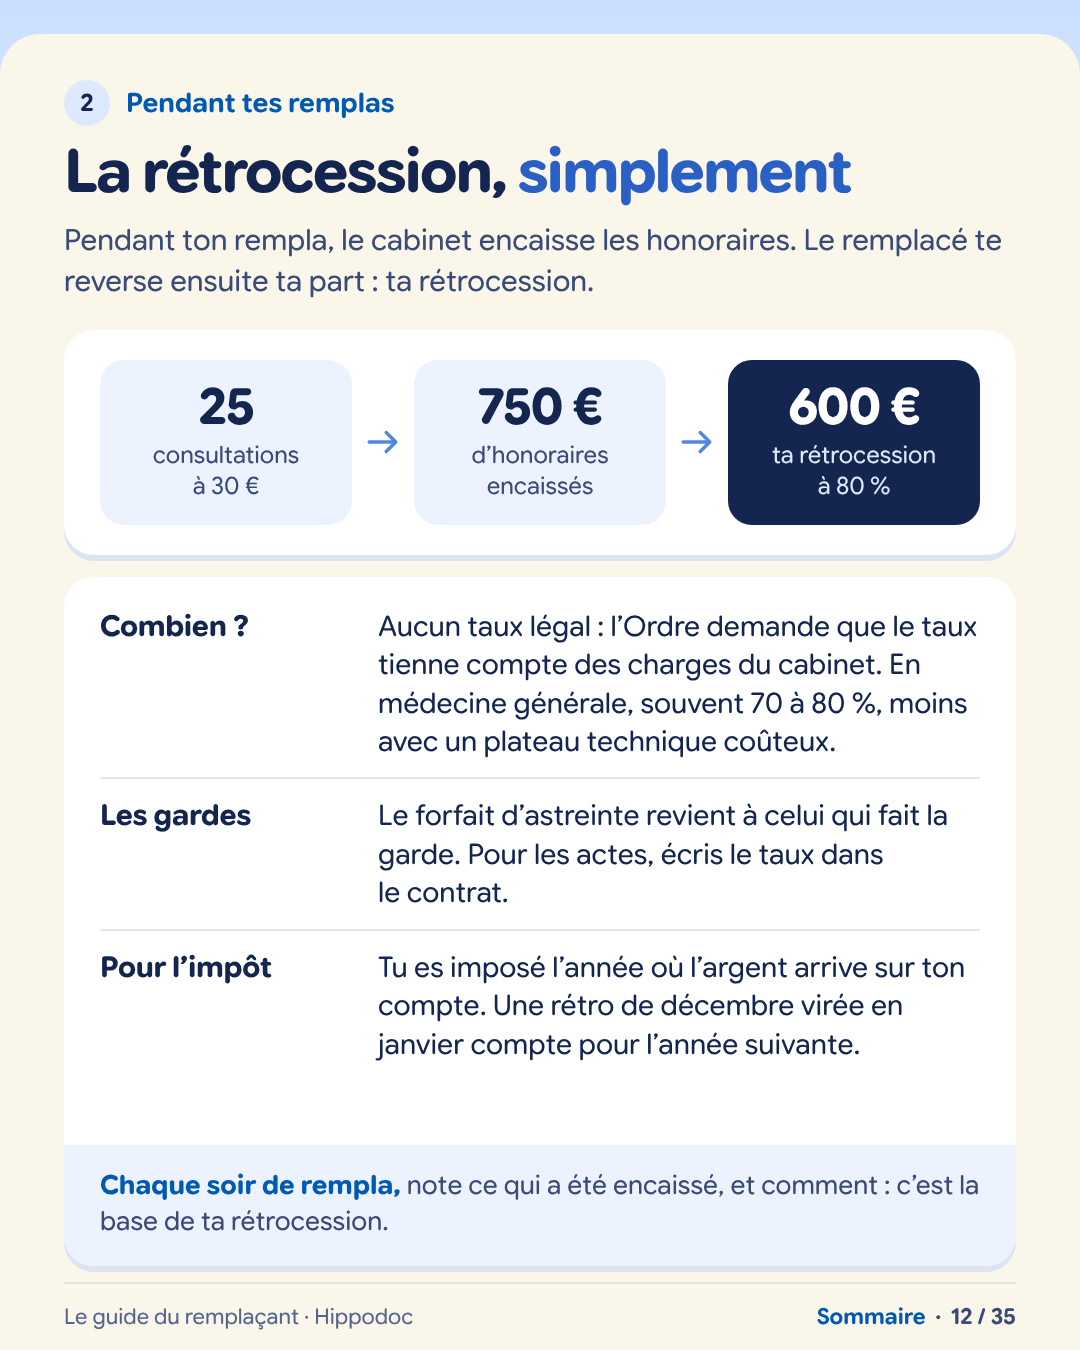 2 Pendant tes remplas
La rétrocession, simplement
Pendant ton rempla, le cabinet encaisse les honoraires. Le remplacé te
reverse ensuite ta part : ta rétrocession.
25
consultations
à 30 €
→
750 €
d’honoraires
encaissés
→
600 €
ta rétrocession
à 80 %
Combien ?
Aucun taux légal : l’Ordre demande que le taux
tienne compte des charges du cabinet. En
médecine générale, souvent 70 à 80 %, moins
avec un plateau technique coûteux.
Les gardes
Le forfait d’astreinte revient à celui qui fait la
garde. Pour les actes, écris le taux dans
le contrat.
Pour l’impôt
Tu es imposé l’année où l’argent arrive sur ton
compte. Une rétro de décembre virée en
janvier compte pour l’année suivante.
Chaque soir de rempla, note ce qui a été encaissé, et comment : c’est la
base de ta rétrocession.
Le guide du remplaçant · Hippodoc
Sommaire · 12 / 35